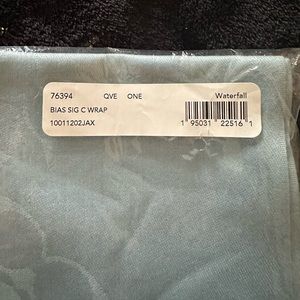 76394 QVE ONE Waterfall
BIAS SIG C WRAP
10011202JAX
1 95031 22516 1